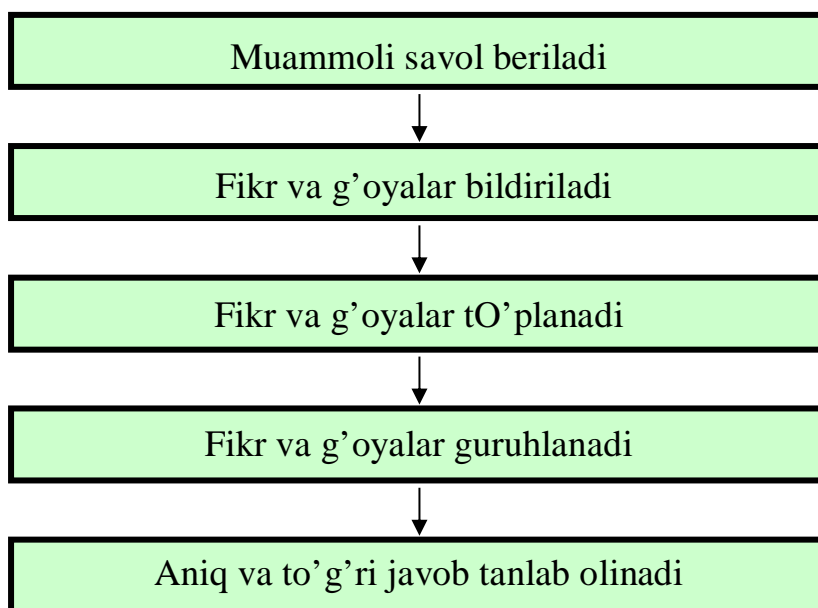 Muammoli savol beriladi
Fikr va g’oyalar bildiriladi
Fikr va g’oyalar tO’planadi
Fikr va g’oyalar guruhlanadi
Aniq va to’g’ri javob tanlab olinadi